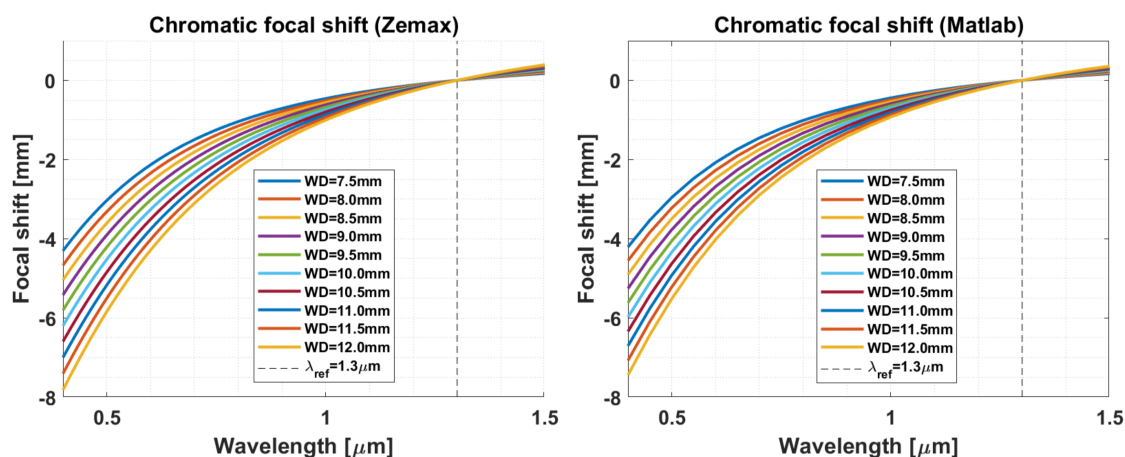 Chromatic focal shift (Zemax)
Focal shift [mm]
0
-2
-4
-6
-8
WD=7.5mm
WD=8.0mm
WD=8.5mm
WD=9.0mm
WD=9.5mm
WD=10.0mm
WD=10.5mm
WD=11.0mm
WD=11.5mm
WD=12.0mm
λref=1.3μm
0.5
1
1.5
Wavelength [μm]
Chromatic focal shift (Matlab)
Focal shift [mm]
0
-2
-4
-6
-8
WD=7.5mm
WD=8.0mm
WD=8.5mm
WD=9.0mm
WD=9.5mm
WD=10.0mm
WD=10.5mm
WD=11.0mm
WD=11.5mm
WD=12.0mm
λref=1.3μm
0.5
1
1.5
Wavelength [μm]